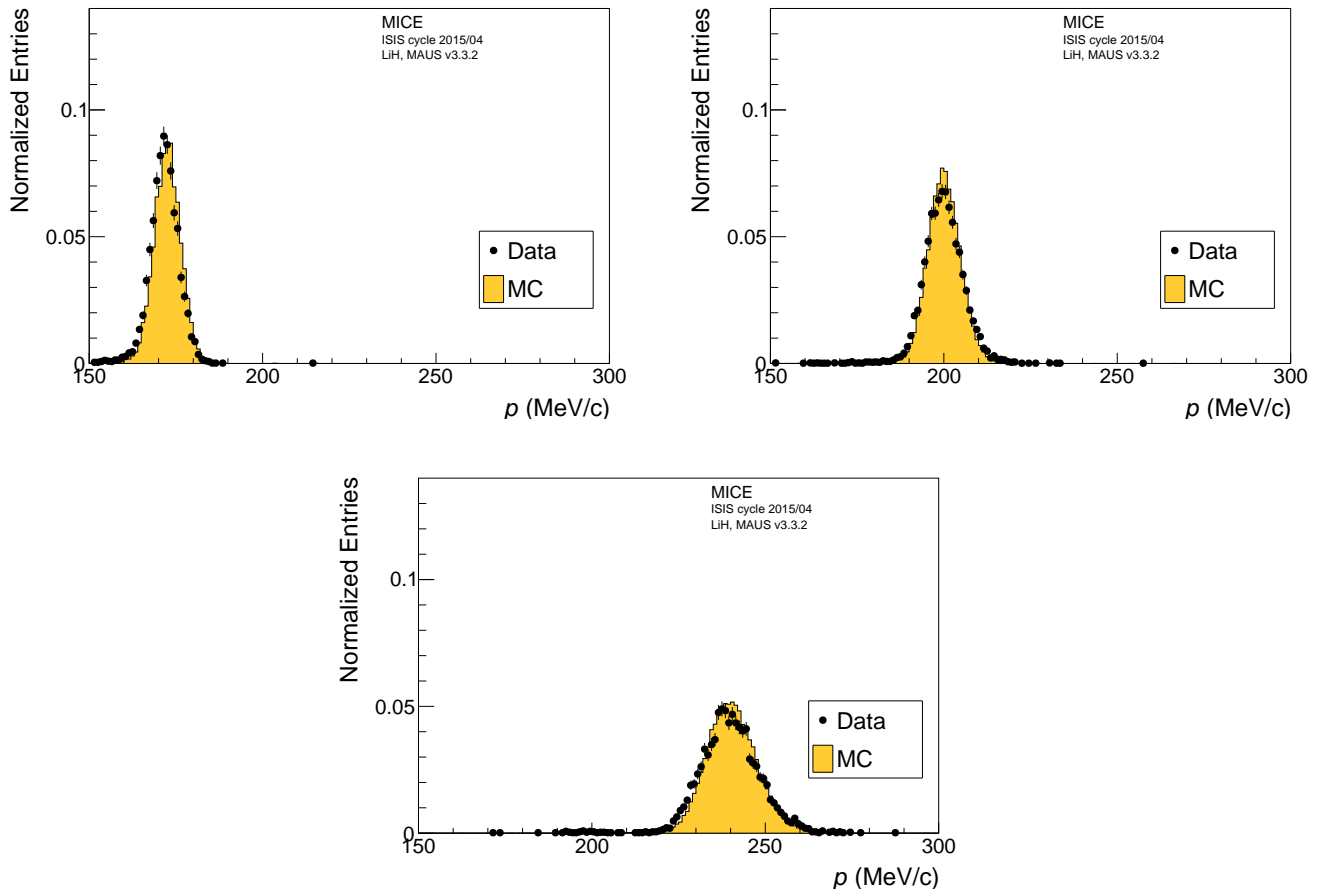 MICE
ISIS cycle 2015/04
LiH, MAUS v3.3.2
Normalized Entries
0.1
0.05
0
Data
MC
150 200 250 300
p (MeV/c)
MICE
ISIS cycle 2015/04
LiH, MAUS v3.3.2
Normalized Entries
0.1
0.05
0
Data
MC
150 200 250 300
p (MeV/c)
MICE
ISIS cycle 2015/04
LiH, MAUS v3.3.2
Normalized Entries
0.1
0.05
0
Data
MC
150 200 250 300
p (MeV/c)